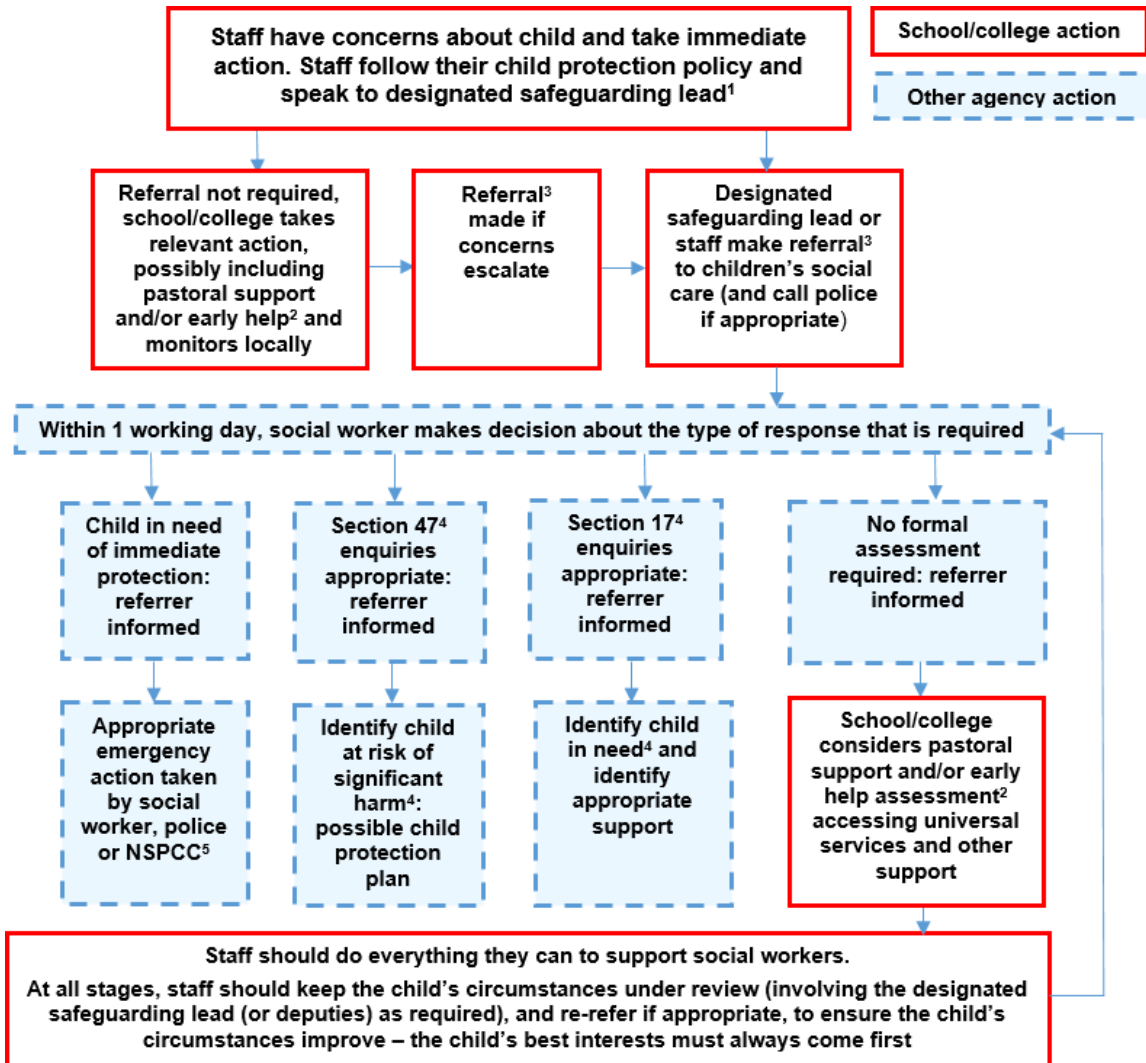 Staff have concerns about child and take immediate
action. Staff follow their child protection policy and
speak to designated safeguarding lead¹
School/college action
Other agency action
Referral not required,
school/college takes
relevant action,
possibly including
pastoral support
and/or early help² and
monitors locally
Referral³
made if
concerns
escalate
Designated
safeguarding lead or
staff make referral³
to children’s social
care (and call police
if appropriate)
Within 1 working day, social worker makes decision about the type of response that is required
Child in need
of immediate
protection:
referrer
informed
Section 47⁴
enquiries
appropriate:
referrer
informed
Section 17⁴
enquiries
appropriate:
referrer
informed
No formal
assessment
required: referrer
informed
Appropriate
emergency
action taken
by social
worker, police
or NSPCC⁵
Identify child
at risk of
significant
harm⁴:
possible child
protection
plan
Identify child
in need⁴ and
identify
appropriate
support
School/college
considers pastoral
support and/or early
help assessment²
accessing universal
services and other
support
Staff should do everything they can to support social workers.
At all stages, staff should keep the child’s circumstances under review (involving the designated
safeguarding lead (or deputies) as required), and re-refer if appropriate, to ensure the child’s
circumstances improve – the child’s best interests must always come first